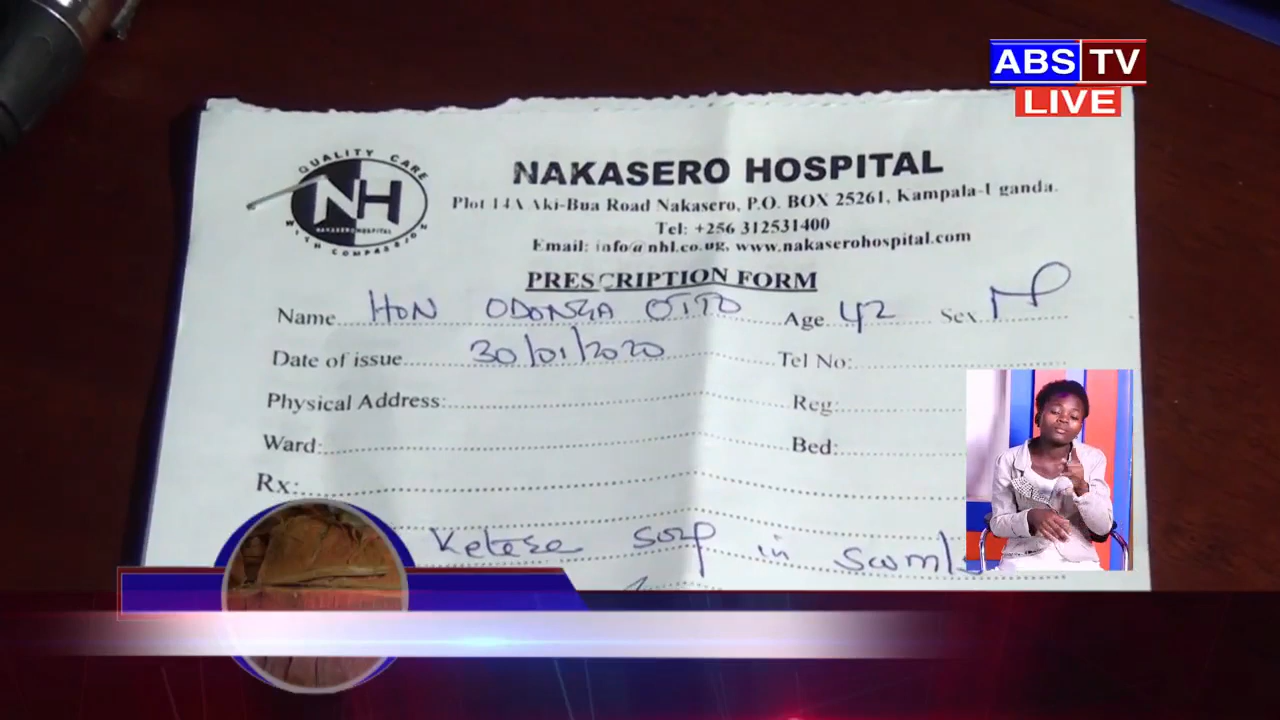 ABS TV
LIVE
QUALITY CARE
NH
NAKASERO HOSPITAL
WITH COMPASSION
NAKASERO HOSPITAL
Plot 14A Aki-Bua Road Nakasero, P.O. BOX 25261, Kampala-Uganda.
Tel: +256 312531400
Email: info@nhl.co.ug, www.nakaserohospital.com
PRESCRIPTION FORM
Name HON ODONGA OTTO Age 42 Sex M
Date of issue 30/01/2020 Tel No:
Physical Address: Reg:
Ward: Bed:
Rx:
in